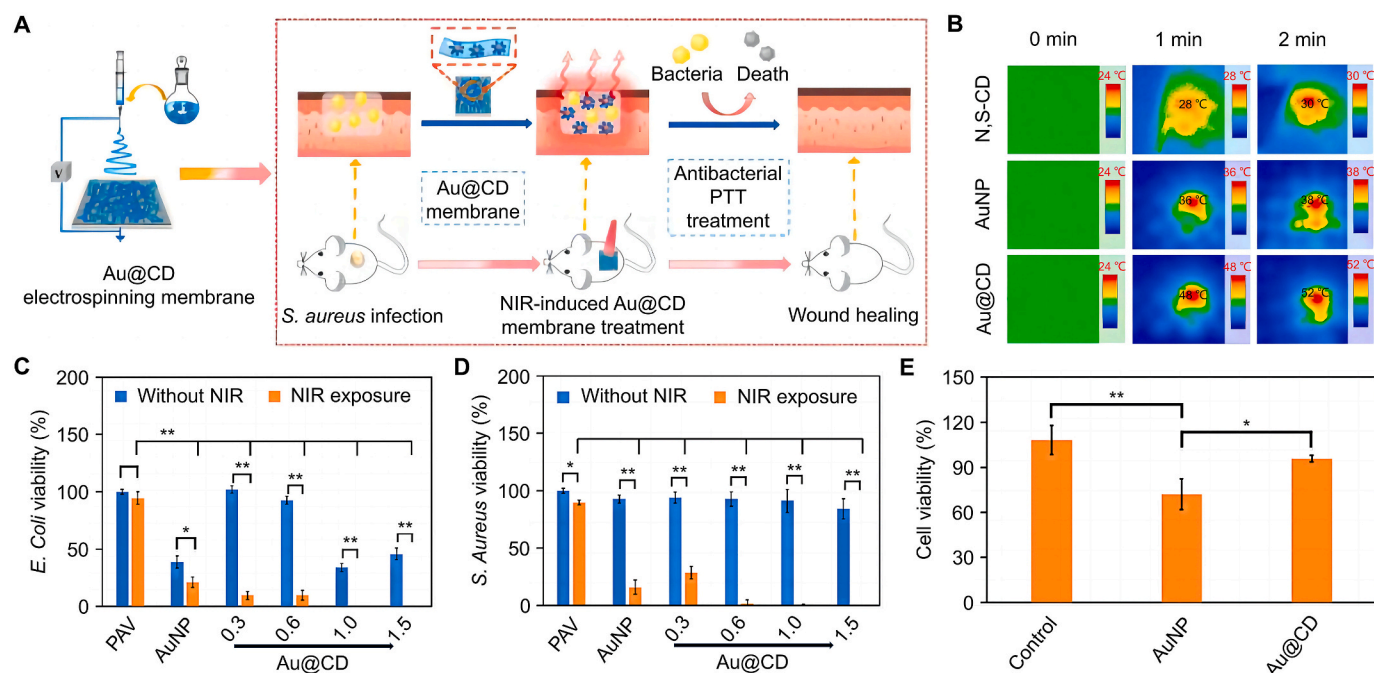 A
V
Au@CD
electrospinning membrane
Bacteria
Death
Au@CD
membrane
Antibacterial
PTT
treatment
S. aureus infection
NIR-induced Au@CD
membrane treatment
Wound healing
B
0 min
1 min
2 min
N,S-CD
24 ℃
28 ℃
28 ℃
30 ℃
30 ℃
AuNP
24 ℃
36 ℃
36 ℃
38 ℃
38 ℃
Au@CD
24 ℃
48 ℃
48 ℃
52 ℃
52 ℃
C
E. Coli viability (%)
200
150
100
50
0
Without NIR
NIR exposure
**
*
**
**
**
**
PAV
AuNP
0.3
0.6
1.0
1.5
Au@CD
D
S. Aureus viability (%)
200
150
100
50
0
Without NIR
NIR exposure
*
**
**
**
**
**
PAV
AuNP
0.3
0.6
1.0
1.5
Au@CD
E
Cell viability (%)
150
120
90
60
30
0
**
*
Control
AuNP
Au@CD